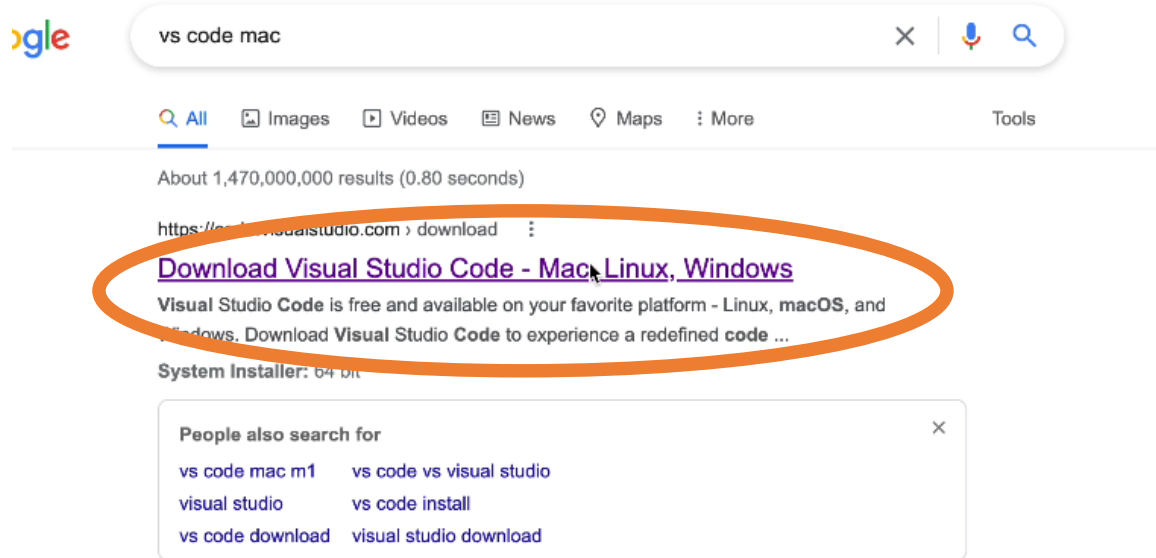 ogle
vs code mac
All Images Videos News Maps More Tools
About 1,470,000,000 results (0.80 seconds)
https://code.visualstudio.com › download
Download Visual Studio Code - Mac, Linux, Windows
Visual Studio Code is free and available on your favorite platform - Linux, macOS, and
Windows. Download Visual Studio Code to experience a redefined code ...
System Installer: 64 bit
People also search for
vs code mac m1 vs code vs visual studio
visual studio vs code install
vs code download visual studio download